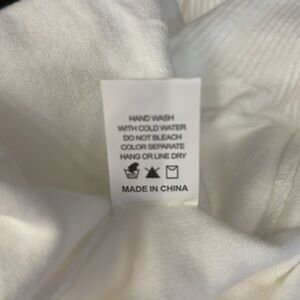 HAND WASH
WITH COLD WATER
DO NOT BLEACH
COLOR SEPARATE
HANG OR LINE DRY
MADE IN CHINA